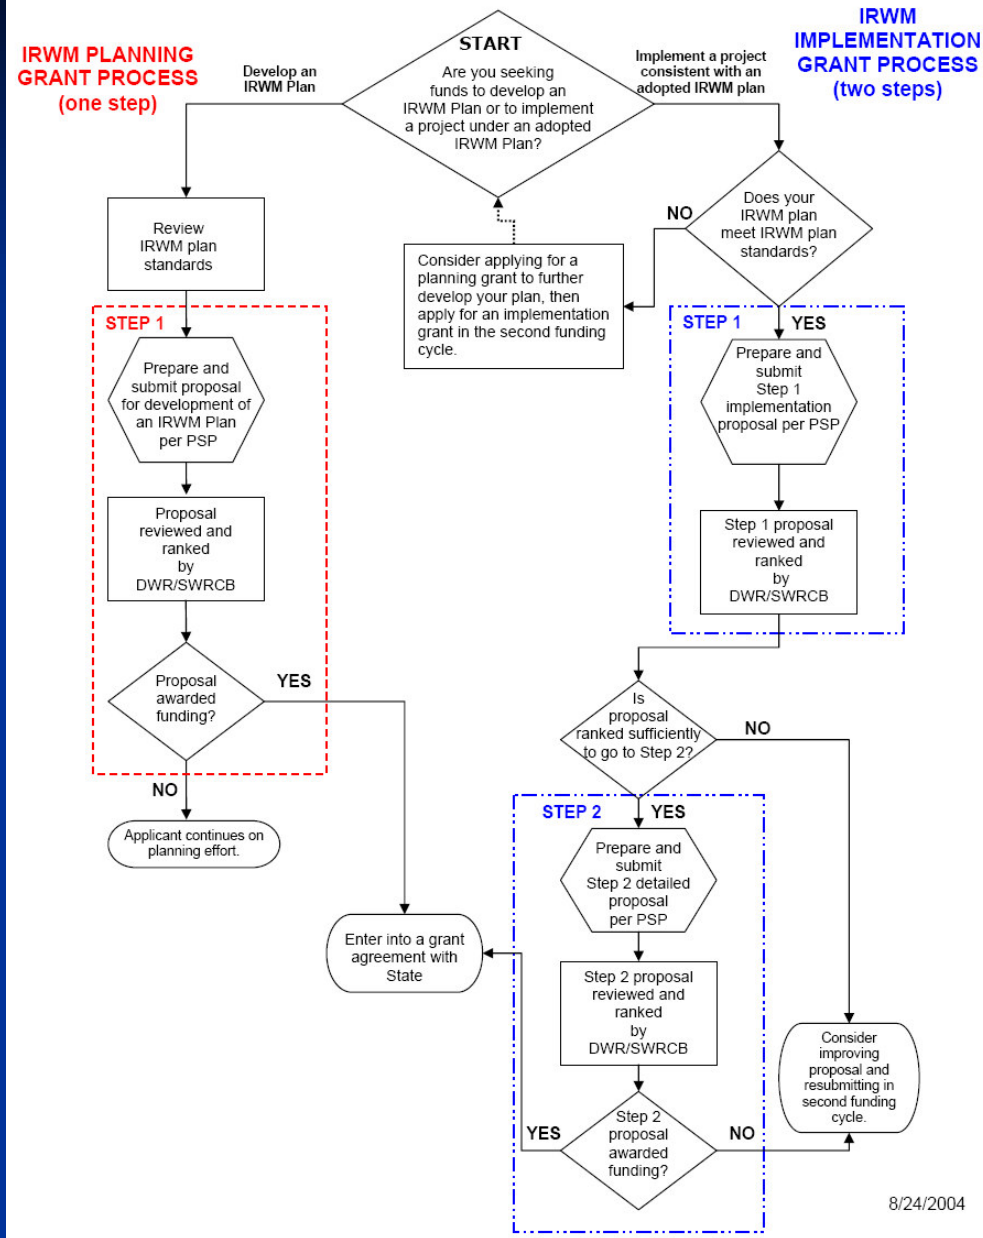 IRWM PLANNING
GRANT PROCESS
(one step)
Develop an
IRWM Plan
START
Are you seeking
funds to develop an
IRWM Plan or to implement
a project under an adopted
IRWM Plan?
Implement a project
consistent with an
adopted IRWM plan
IRWM
IMPLEMENTATION
GRANT PROCESS
(two steps)
Review
IRWM plan
standards
Does your
IRWM plan
meet IRWM plan
standards?
NO
Consider applying for a
planning grant to further
develop your plan, then
apply for an implementation
grant in the second funding
cycle.
STEP 1
Prepare and
submit proposal
for development of
an IRWM Plan
per PSP
STEP 1
YES
Prepare and
submit
Step 1
implementation
proposal per PSP
Proposal
reviewed and
ranked
by
DWR/SWRCB
Step 1 proposal
reviewed and
ranked
by
DWR/SWRCB
Proposal
awarded
funding?
YES
NO
Applicant continues on
planning effort.
Is
proposal
ranked sufficiently
to go to Step 2?
NO
STEP 2
YES
Prepare and
submit
Step 2 detailed
proposal
per PSP
Enter into a grant
agreement with
State
Step 2 proposal
reviewed and
ranked
by
DWR/SWRCB
Consider
improving
proposal and
resubmitting in
second funding
cycle.
YES
Step 2
proposal
awarded
funding?
NO
8/24/2004